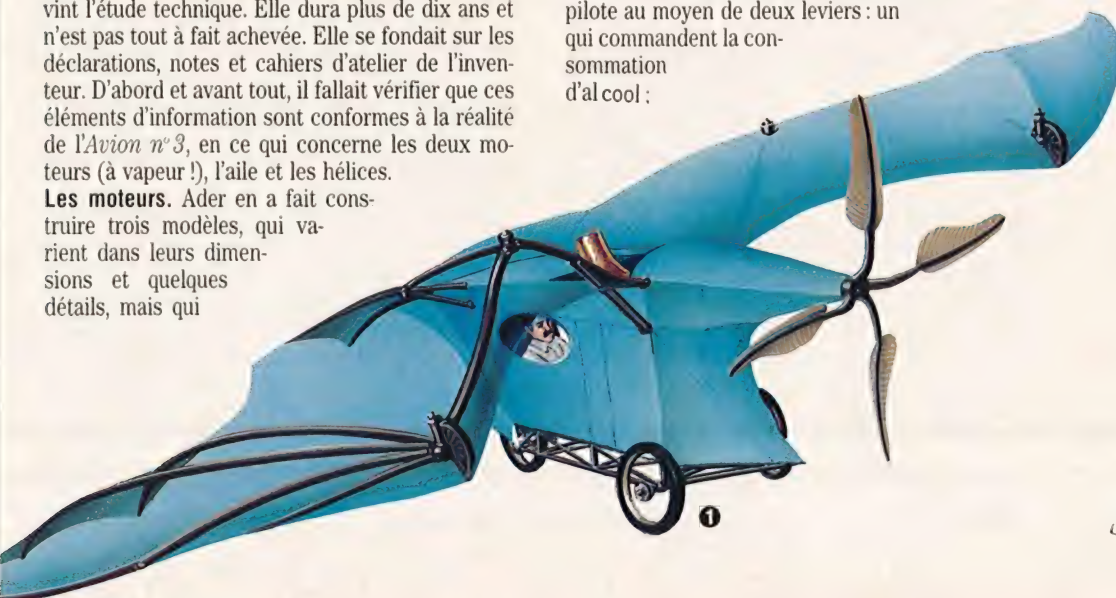 vint l'étude technique. Elle dura plus de dix ans et
n'est pas tout à fait achevée. Elle se fondait sur les
déclarations, notes et cahiers d'atelier de l'inven-
teur. D'abord et avant tout, il fallait vérifier que ces
éléments d'information sont conformes à la réalité
de l'Avion n° 3, en ce qui concerne les deux mo-
teurs (à vapeur !), l'aile et les hélices.
Les moteurs. Ader en a fait cons-
truire trois modèles, qui va-
rient dans leurs dimen-
sions et quelques
détails, mais qui
pilote au moyen de deux leviers : un
qui commandent la con-
sommation
d'alcool ;
1